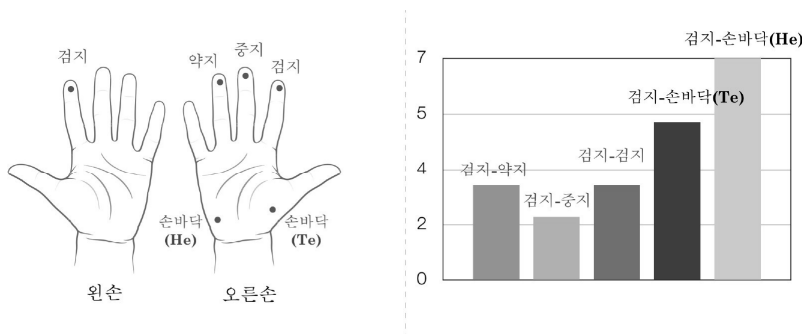 검지
약지
중지
검지
손바닥
(He)
손바닥
(Te)
왼손
오른손
검지-손바닥(He)
7
검지-손바닥(Te)
5
검지-검지
4
검지-약지
검지-중지
2
0